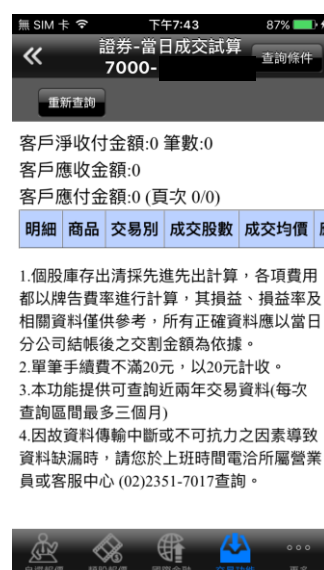 無 SIM 卡 下午7:43 87%
證券-當日成交試算
7000-
查詢條件
重新查詢
客戶淨收付金額:0 筆數:0
客戶應收金額:0
客戶應付金額:0 (頁次 0/0)
明細 商品 交易別 成交股數 成交均價
1.個股庫存出清採先進先出計算，各項費用
都以牌告費率進行計算，其損益、損益率及
相關資料僅供參考，所有正確資料應以當日
分公司結帳後之交割金額為依據。
2.單筆手續費不滿20元，以20元計收。
3.本功能提供可查詢近兩年交易資料(每次
查詢區間最多三個月)
4.因故資料傳輸中斷或不可抗力之因素導致
資料缺漏時，請您於上班時間電洽所屬營業
員或客服中心 (02)2351-7017查詢。